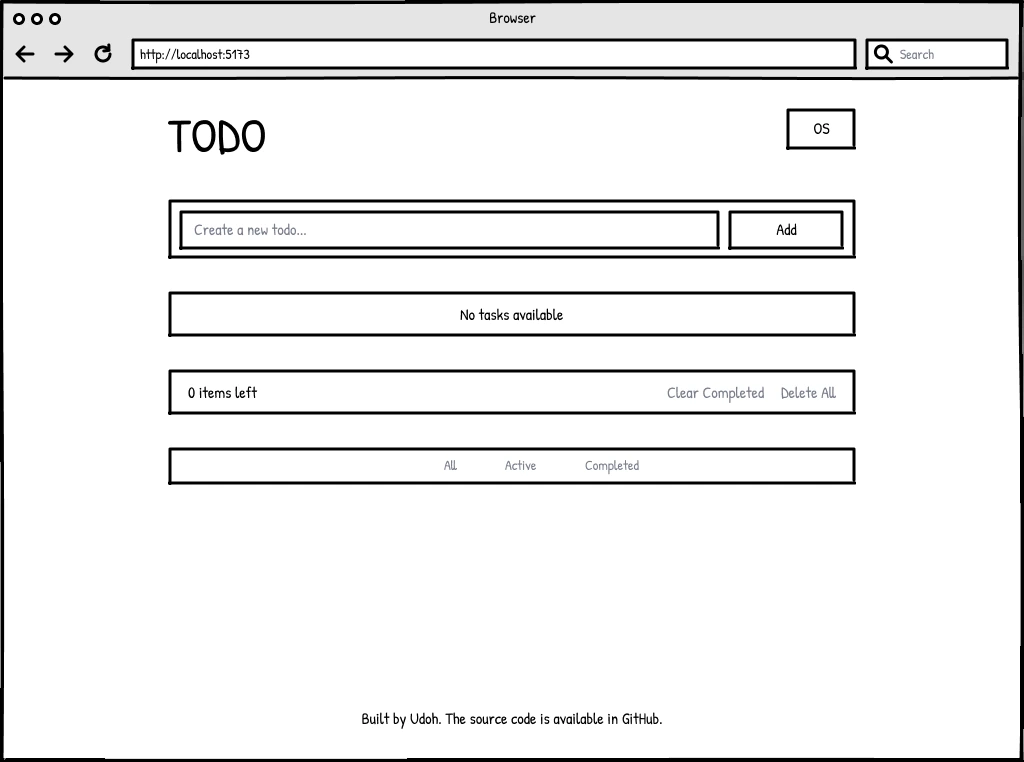 Browser
http://localhost:5173
Search
TODO
OS
Create a new todo...
Add
No tasks available
0 items left
Clear Completed
Delete All
All
Active
Completed
Built by Udoh. The source code is available in GitHub.